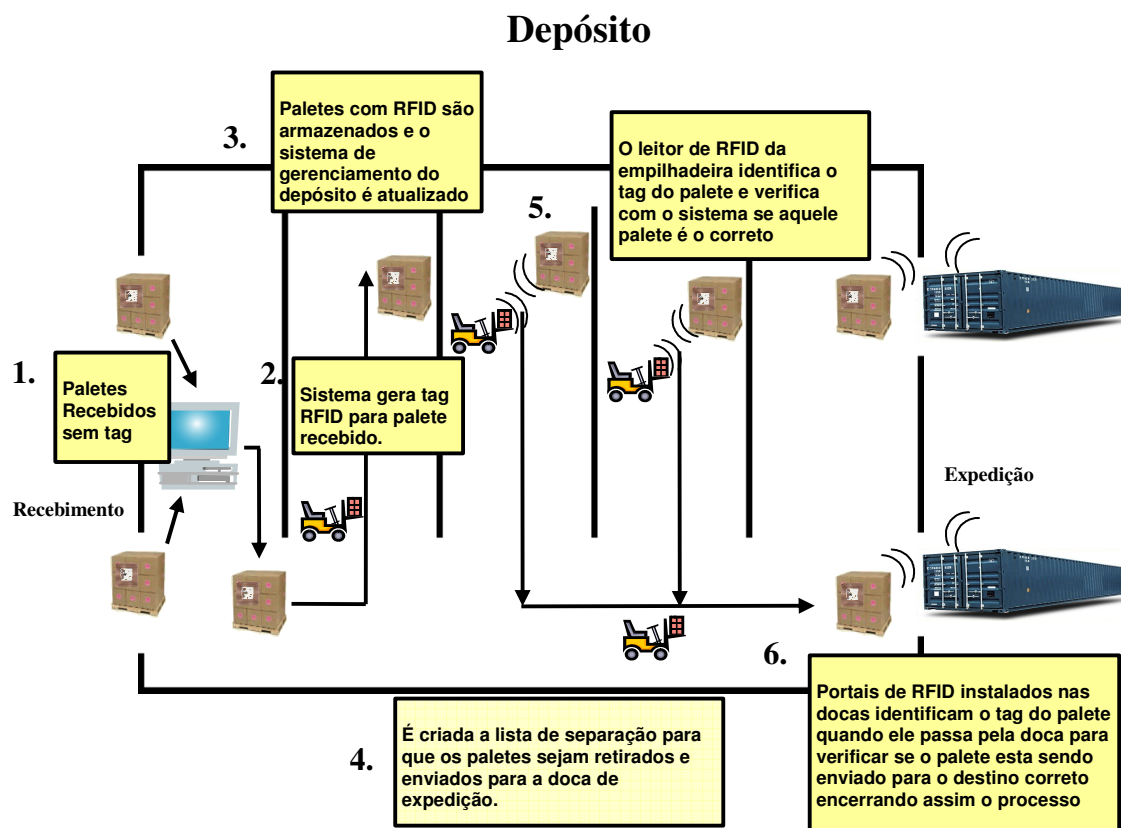 Depósito
3.
Paletes com RFID são
armazenados e o
sistema de
gerenciamento do
depósito é atualizado
O leitor de RFID da
empilhadeira identifica o
tag do palete e verifica
com o sistema se aquele
palete é o correto
5.
1.
Paletes
Recebidos
sem tag
2.
Sistema gera tag
RFID para palete
recebido.
Recebimento
Expedição
6.
Portais de RFID instalados nas
docas identificam o tag do palete
quando ele passa pela doca para
verificar se o palete esta sendo
enviado para o destino correto
encerrando assim o processo
4.
É criada a lista de separação para
que os paletes sejam retirados e
enviados para a doca de
expedição.